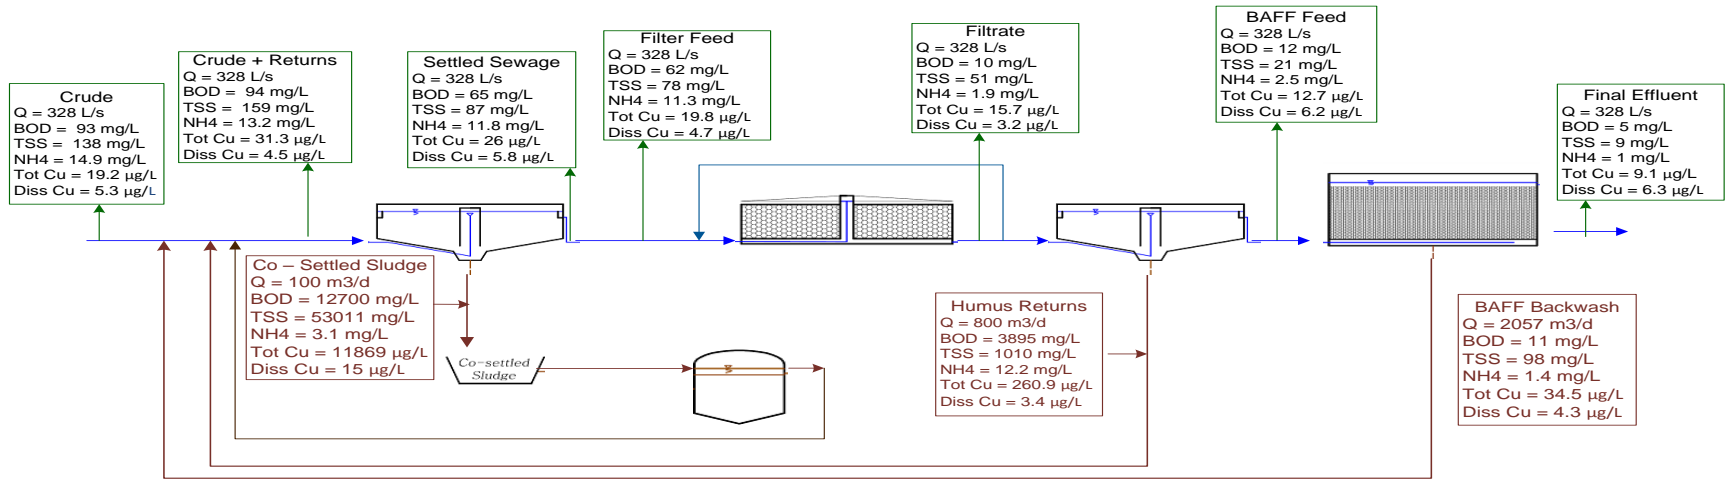 Crude
Q = 328 L/s
BOD =  93 mg/L
TSS =  138 mg/L
NH4 = 14.9 mg/L
Tot Cu = 19.2 µg/L
Diss Cu = 5.3 µg/L
Crude + Returns
Q = 328 L/s
BOD =  94 mg/L
TSS =  159 mg/L
NH4 = 13.2 mg/L
Tot Cu = 31.3 µg/L
Diss Cu = 4.5 µg/L
Settled Sewage
Q = 328 L/s
BOD = 65 mg/L
TSS = 87 mg/L
NH4 = 11.8 mg/L
Tot Cu = 26 µg/L
Diss Cu = 5.8 µg/L
Filter Feed
Q = 328 L/s
BOD = 62 mg/L
TSS = 78 mg/L
NH4 = 11.3 mg/L
Tot Cu = 19.8 µg/L
Diss Cu = 4.7 µg/L
Filtrate
Q = 328 L/s
BOD = 10 mg/L
TSS = 51 mg/L
NH4 = 1.9 mg/L
Tot Cu = 15.7 µg/L
Diss Cu = 3.2 µg/L
BAFF Feed
Q = 328 L/s
BOD = 12 mg/L
TSS = 21 mg/L
NH4 = 2.5 mg/L
Tot Cu = 12.7 µg/L
Diss Cu = 6.2 µg/L
Final Effluent
Q = 328 L/s
BOD = 5 mg/L
TSS = 9 mg/L
NH4 = 1 mg/L
Tot Cu = 9.1 µg/L
Diss Cu = 6.3 µg/L
Co – Settled Sludge
Q = 100 m3/d
BOD = 12700 mg/L
TSS = 53011 mg/L
NH4 = 3.1 mg/L
Tot Cu = 11869 µg/L
Diss Cu = 15 µg/L
Co-settled
Sludge
Humus Returns
Q = 800 m3/d
BOD = 3895 mg/L
TSS = 1010 mg/L
NH4 = 12.2 mg/L
Tot Cu = 260.9 µg/L
Diss Cu = 3.4 µg/L
BAFF Backwash
Q = 2057 m3/d
BOD = 11 mg/L
TSS = 98 mg/L
NH4 = 1.4 mg/L
Tot Cu = 34.5 µg/L
Diss Cu = 4.3 µg/L